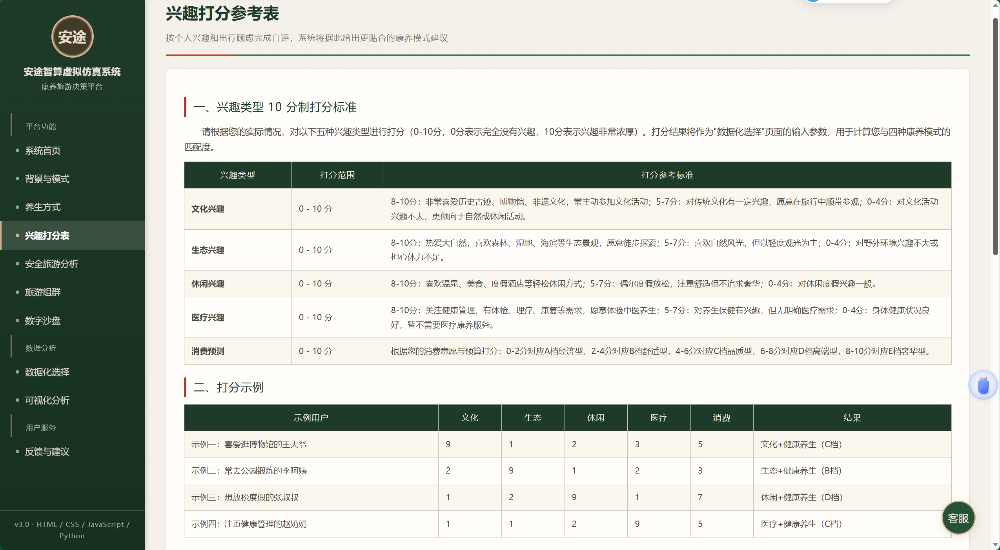 安途
安途智算虚拟仿真系统
康养旅游决策平台
平台功能
系统首页
背景与模式
养生方式
兴趣打分表
安全旅游分析
旅游组群
数字沙盘
数据分析
数据化选择
可视化分析
用户服务
反馈与建议
v3.0 · HTML / CSS / JavaScript /
Python
兴趣打分参考表
按个人兴趣和出行顾虑完成自评，系统将据此给出更贴合的康养模式建议
一、兴趣类型 10 分制打分标准
请根据您的实际情况，对以下五种兴趣类型进行打分（0-10分，0分表示完全没有兴趣，10分表示兴趣非常浓厚）。打分结果将作为"数据化选择"页面的输入参数，用于计算您与四种康养模式的
匹配度。
兴趣类型 打分范围 打分参考标准
文化兴趣 0 - 10 分 8-10分：非常喜爱历史古迹、博物馆、非遗文化，常主动参加文化活动；5-7分：对传统文化有一定兴趣，愿意在旅行中顺带参观；0-4分：对文化活动
兴趣不大，更倾向于自然或休闲活动。
生态兴趣 0 - 10 分 8-10分：热爱大自然，喜欢森林、湿地、海滨等生态景观，愿意徒步探索；5-7分：喜欢自然风光，但以轻度观光为主；0-4分：对野外环境兴趣不大或
担心体力不足。
休闲兴趣 0 - 10 分 8-10分：喜欢温泉、美食、度假酒店等轻松休闲方式；5-7分：偶尔度假放松，注重舒适但不追求奢华；0-4分：对休闲度假兴趣一般。
医疗兴趣 0 - 10 分 8-10分：关注健康管理，有体检、理疗、康复等需求，愿意体验中医养生；5-7分：对养生保健有兴趣，但无明确医疗需求；0-4分：身体健康状况良
好，暂不需要医疗康养服务。
消费预测 0 - 10 分 根据您的消费意愿与预算打分：0-2分对应A档经济型，2-4分对应B档舒适型，4-6分对应C档品质型，6-8分对应D档高端型，8-10分对应E档奢华型。
二、打分示例
示例用户 文化 生态 休闲 医疗 消费 结果
示例一：喜爱逛博物馆的王大爷 9 1 2 3 5 文化+健康养生（C档）
示例二：常去公园锻炼的李阿姨 2 9 1 2 3 生态+健康养生（B档）
示例三：想放松度假的张叔叔 1 2 9 1 7 休闲+健康养生（D档）
示例四：注重健康管理的赵奶奶 1 1 2 9 5 医疗+健康养生（C档）
客服